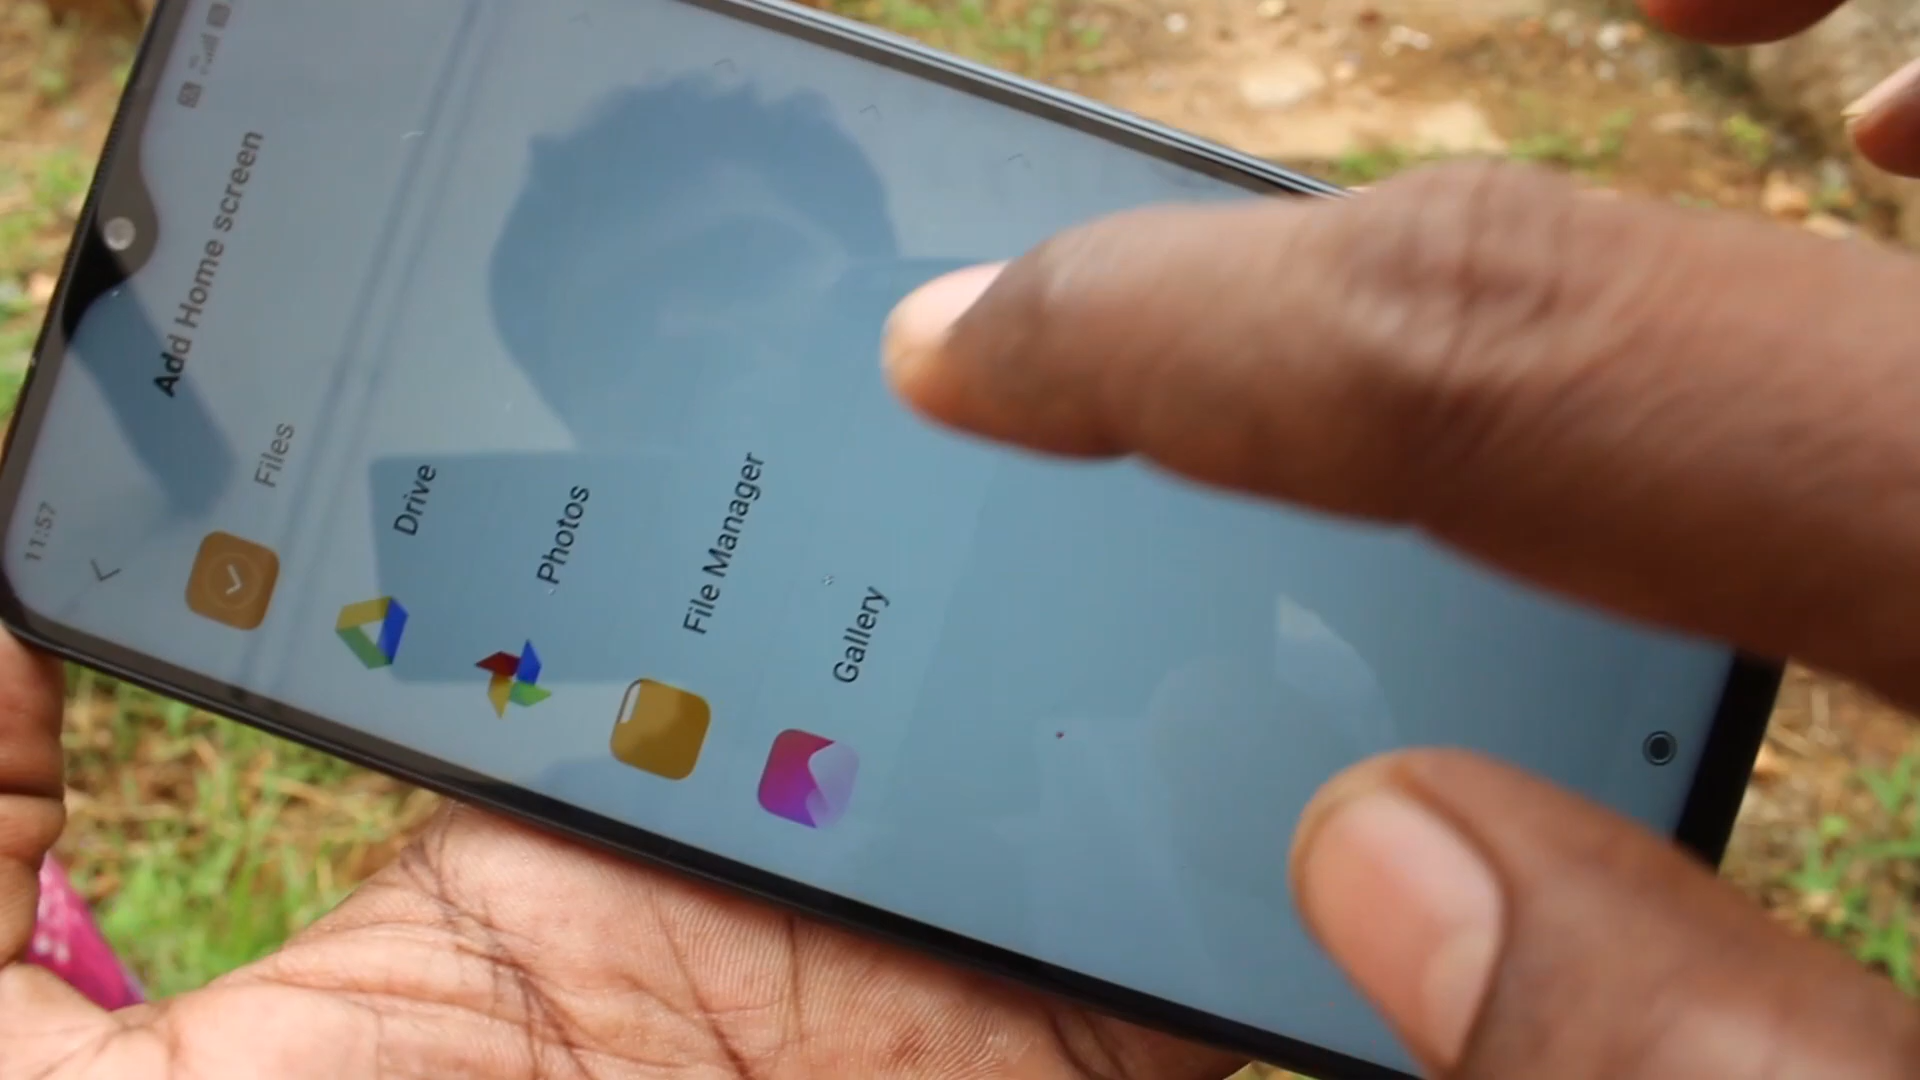 11:57
Add Home screen
Files
Drive
Photos
File Manager
Gallery